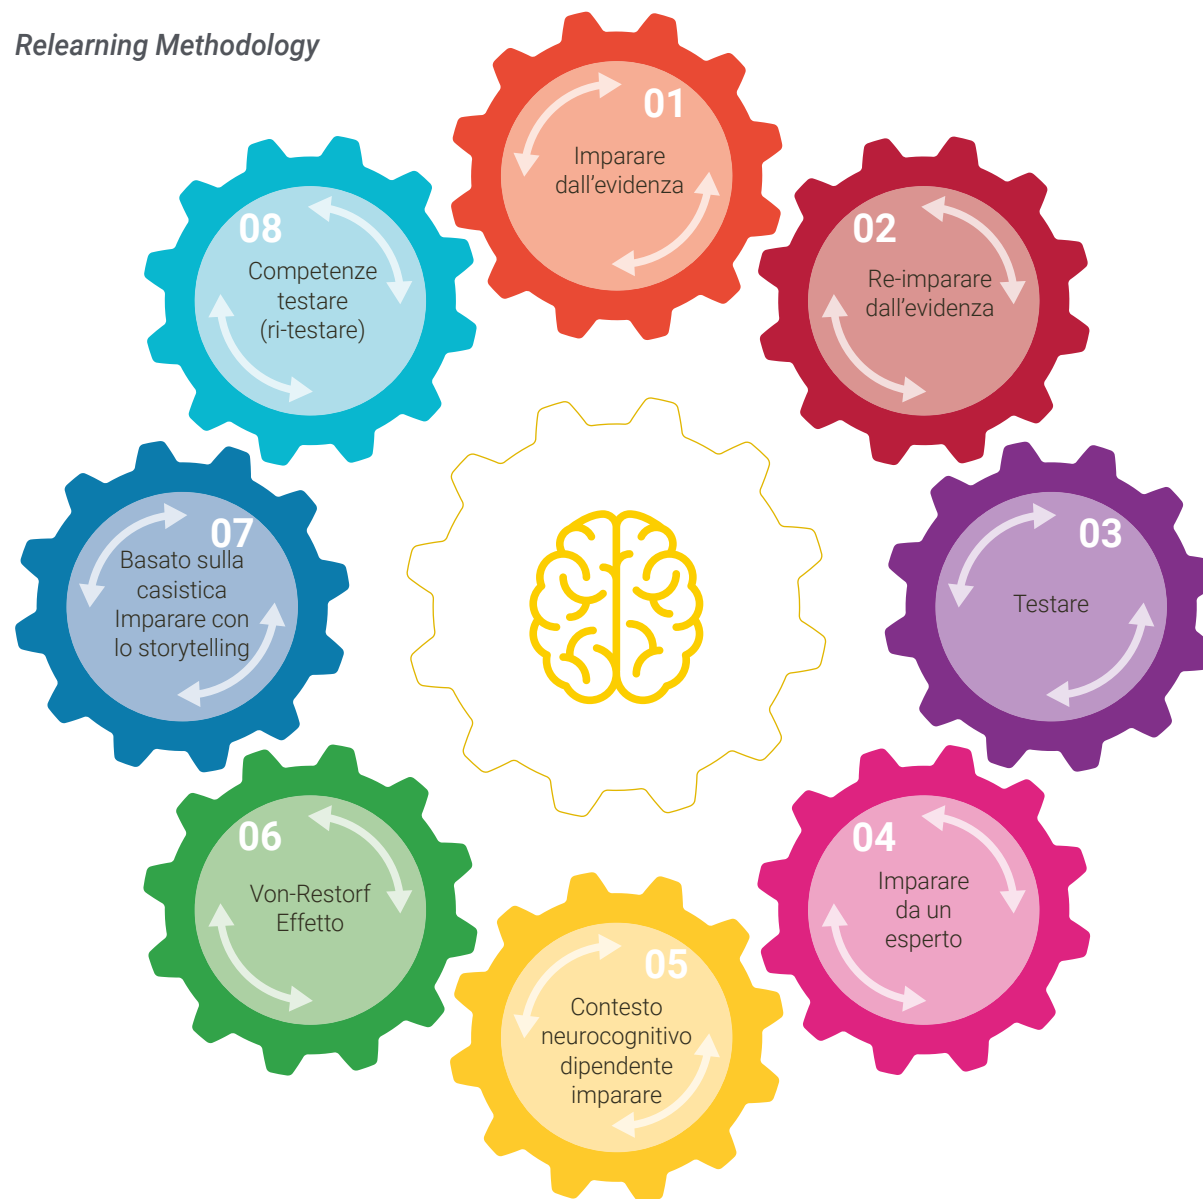 Relearning Methodology
01
Imparare
dall'evidenza
02
Re-imparare
dall'evidenza
03
Testare
04
Imparare
da un
esperto
05
Contesto
neurocognitivo
dipendente
imparare
06
Von-Restorf
Effetto
07
Basato sulla
casistica
Imparare con
lo storytelling
08
Competenze
testare
(ri-testare)